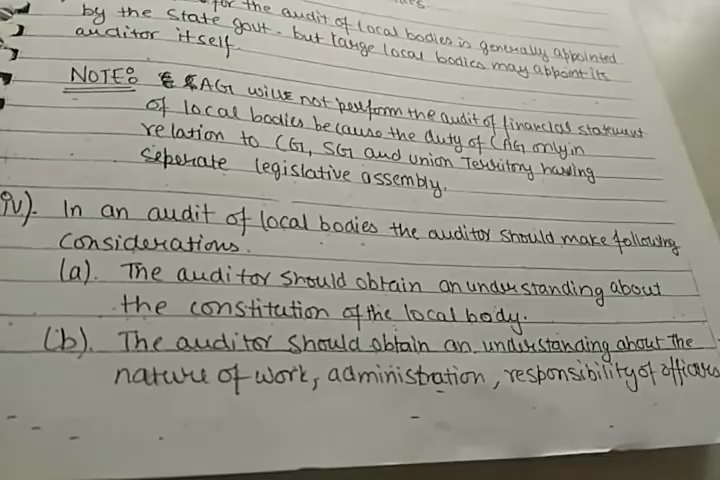 for the audit of local bodies is generally appointed
by the State govt. but large local bodies may appoint its
auditor itself.
NOTE: CAG will not perform the audit of financial statement
of local bodies because the duty of CAG only in
relation to CG, SG and union Territory having
seperate legislative assembly.
iv). In an audit of local bodies the auditor should make following
considerations.
(a). The auditor should obtain an understanding about
the constitution of the local body.
(b). The auditor should obtain an understanding about the
nature of work, administration, responsibility of officers